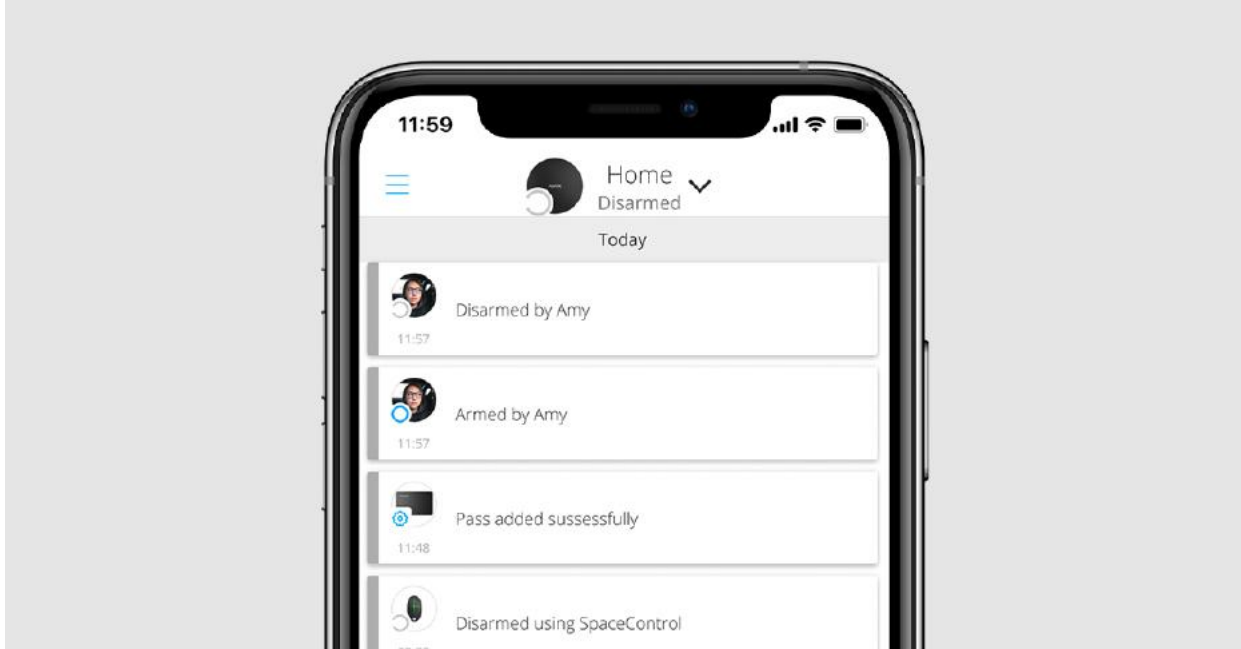 11:59
Home
Disarmed
Today
Disarmed by Amy
11:57
Armed by Amy
11:57
Pass added sussessfully
11:48
Disarmed using SpaceControl